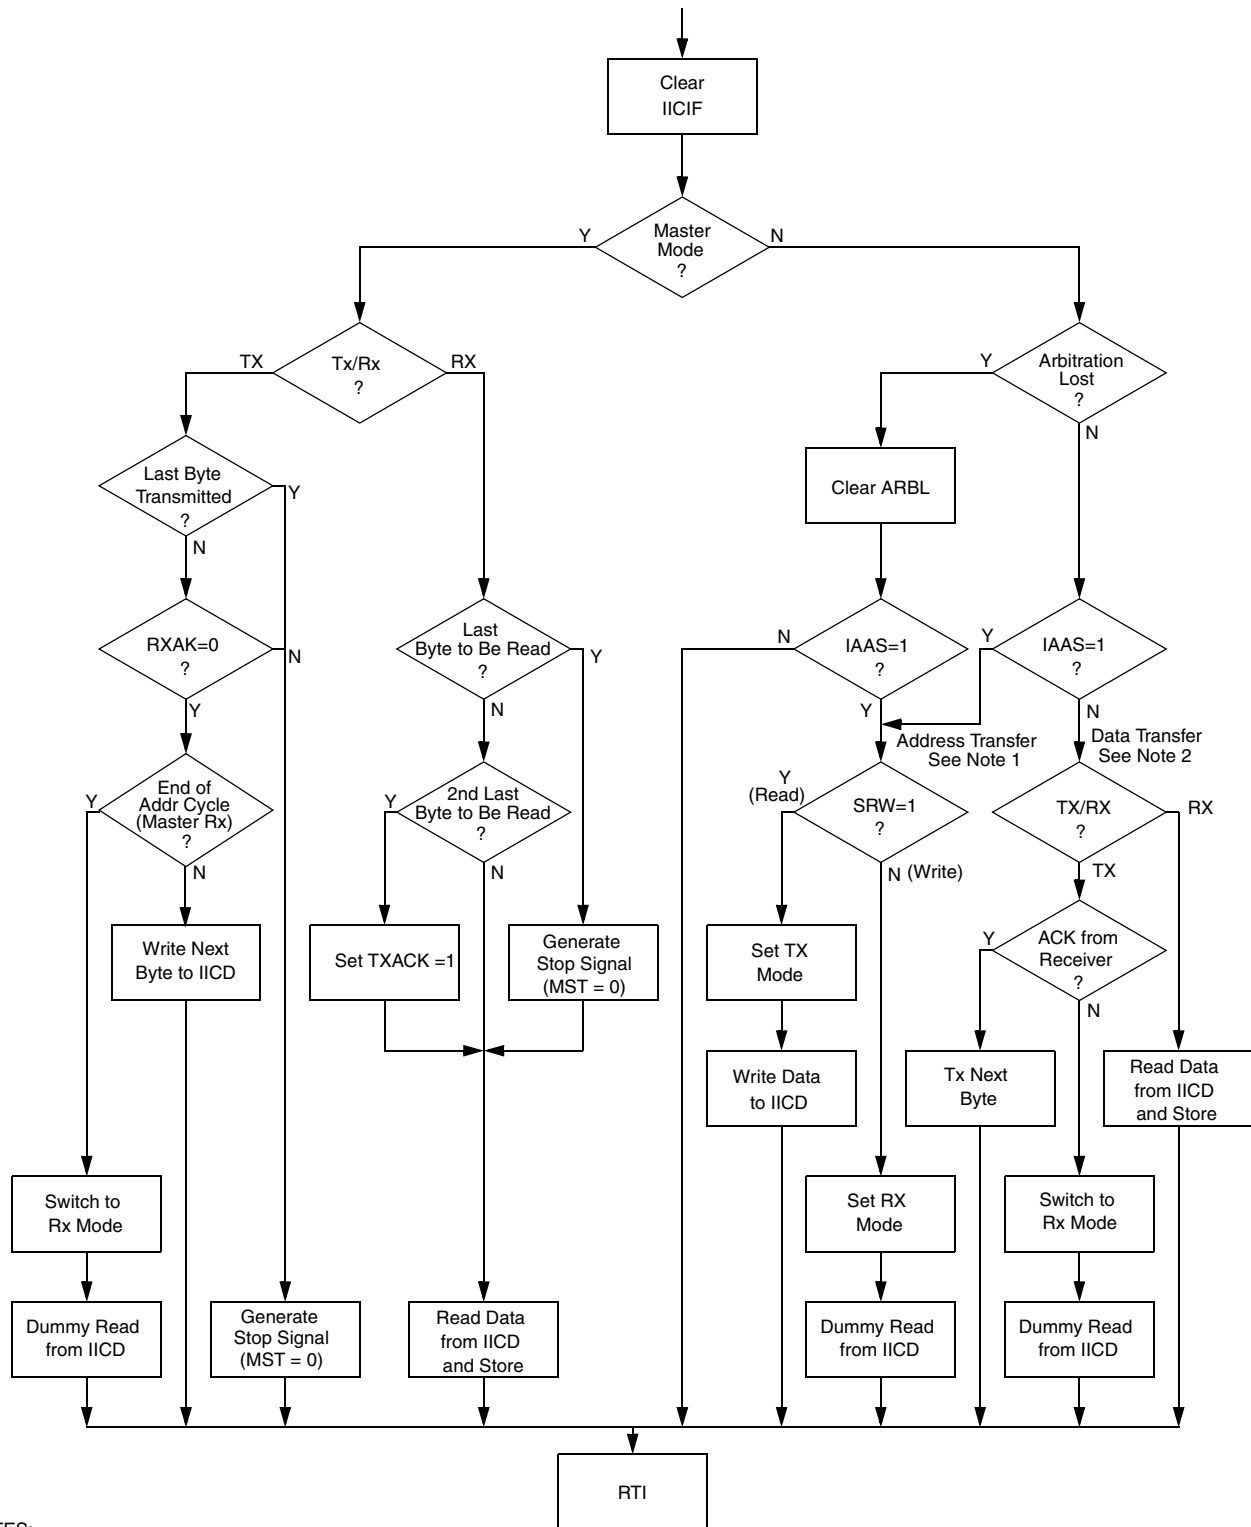 Clear
IICIF
Master
Mode
?
Y
N
Tx/Rx
?
TX
RX
Arbitration
Lost
?
Y
N
Last Byte
Transmitted
?
Y
N
Clear ARBL
RXAK=0
?
N
Y
Last
Byte to Be Read
?
Y
N
IAAS=1
?
N
Y
IAAS=1
?
Y
N
Address Transfer
See Note 1
Data Transfer
See Note 2
End of
Addr Cycle
(Master Rx)
?
Y
N
2nd Last
Byte to Be Read
?
Y
N
Y
(Read)
SRW=1
?
N (Write)
TX/RX
?
RX
TX
Write Next
Byte to IICD
Set TXACK =1
Generate
Stop Signal
(MST = 0)
Set TX
Mode
ACK from
Receiver
?
Y
N
Write Data
to IICD
Tx Next
Byte
Read Data
from IICD
and Store
Switch to
Rx Mode
Set RX
Mode
Switch to
Rx Mode
Dummy Read
from IICD
Generate
Stop Signal
(MST = 0)
Read Data
from IICD
and Store
Dummy Read
from IICD
Dummy Read
from IICD
RTI